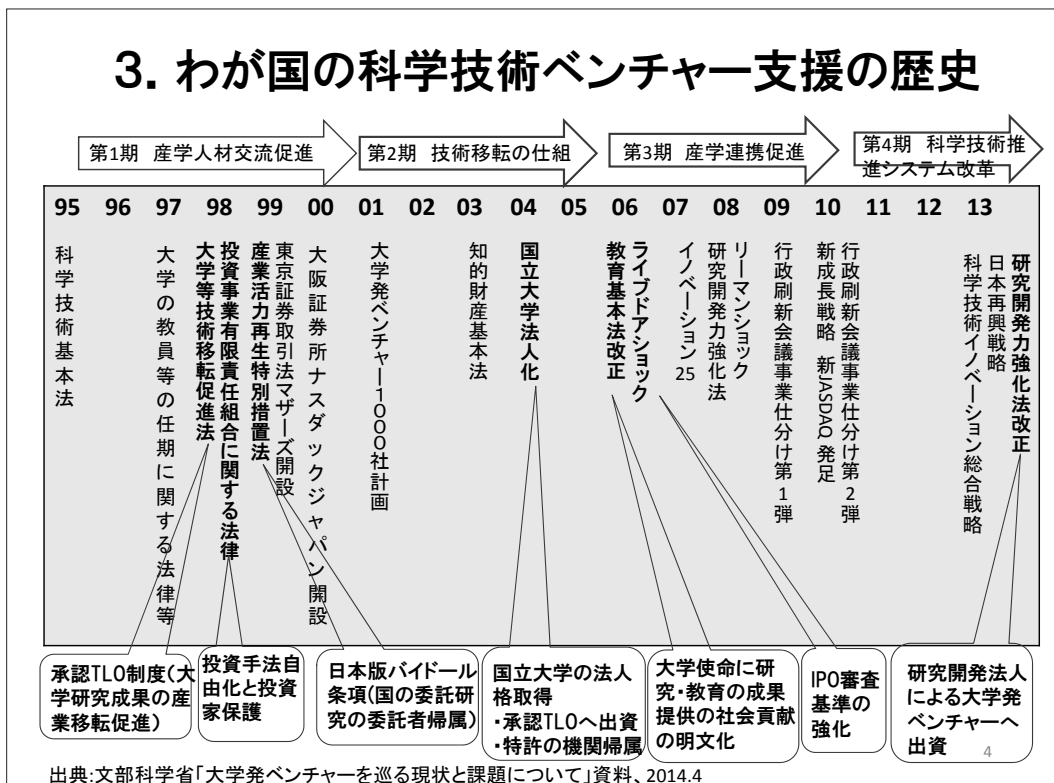 3. わが国の科学技術ベンチャー支援の歴史
第1期 産学人材交流促進
第2期 技術移転の仕組
第3期 産学連携促進
第4期 科学技術推
進システム改革
95 96 97 98 99 00 01 02 03 04 05 06 07 08 09 10 11 12 13
科学技術基本法
大学の教員等の任期に関する法律等
大学等技術移転促進法
投資事業有限責任組合に関する法律
産業活力再生特別措置法
東京証券取引法マザーズ開設
大阪証券所ナスダックジャパン開設
大学発ベンチャー1000社計画
知的財産基本法
国立大学法人化
教育基本法改正
ライブドアショック
イノベーション25
研究開発力強化法
リーマンショック
行政刷新会議事業仕分け第1弾
新成長戦略 新JASDAQ発足
行政刷新会議事業仕分け第2弾
科学技術イノベーション総合戦略
日本再興戦略
研究開発力強化法改正
承認TLO制度(大
学研究成果の産
業移転促進)
投資手法自
由化と投資
家保護
日本版バイドール
条項(国の委託研
究の委託者帰属)
国立大学の法人
格取得
・承認TLOへ出資
・特許の機関帰属
大学使命に研
究・教育の成果
提供の社会貢献
の明文化
IPO審査
基準の
強化
研究開発法人
による大学発
ベンチャーへ
出資
4
出典:文部科学省「大学発ベンチャーを巡る現状と課題について」資料、2014.4